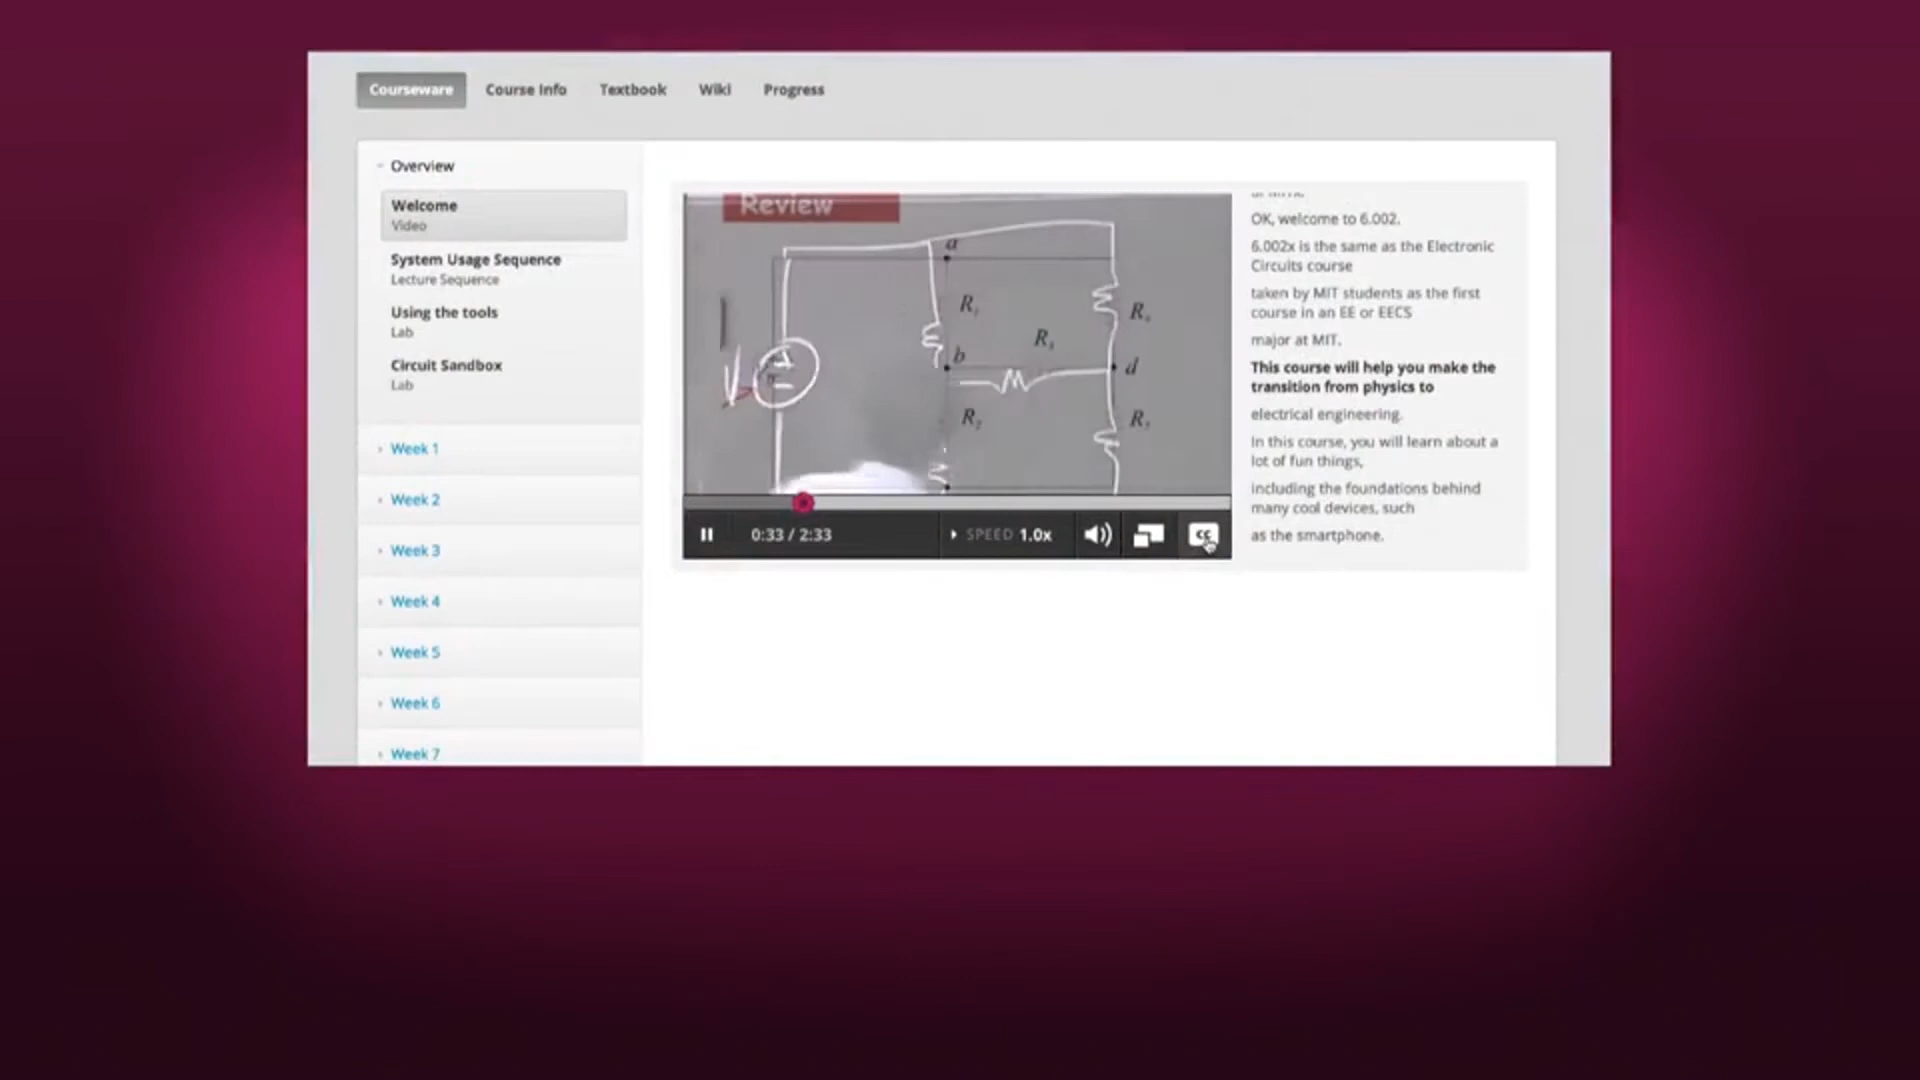 Courseware
Course Info
Textbook
Wiki
Progress
Overview
Welcome
Video
System Usage Sequence
Lecture Sequence
Using the tools
Lab
Circuit Sandbox
Lab
Week 1
Week 2
Week 3
Week 4
Week 5
Week 6
Week 7
Review
a
b
d
0:33 / 2:33
SPEED 1.0x
cc
OK, welcome to 6.002.
6.002x is the same as the Electronic
Circuits course
taken by MIT students as the first
course in an EE or EECS
major at MIT.
This course will help you make the
transition from physics to
electrical engineering.
In this course, you will learn about a
lot of fun things,
including the foundations behind
many cool devices, such
as the smartphone.